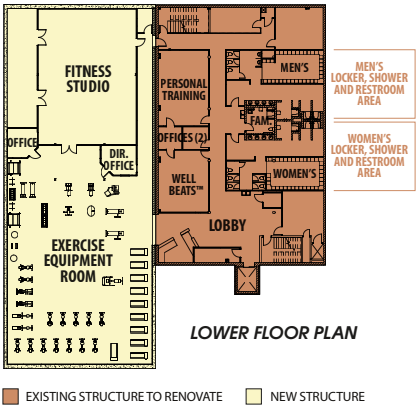 FITNESS
STUDIO
OFFICE
DIR.
OFFICE
EXERCISE
EQUIPMENT
ROOM
PERSONAL
TRAINING
OFFICES (2)
WELL
BEATS™
LOBBY
MEN'S
FAM.
WOMEN'S
MEN'S
LOCKER, SHOWER
AND RESTROOM
AREA
WOMEN'S
LOCKER, SHOWER
AND RESTROOM
AREA
LOWER FLOOR PLAN
EXISTING STRUCTURE TO RENOVATE
NEW STRUCTURE